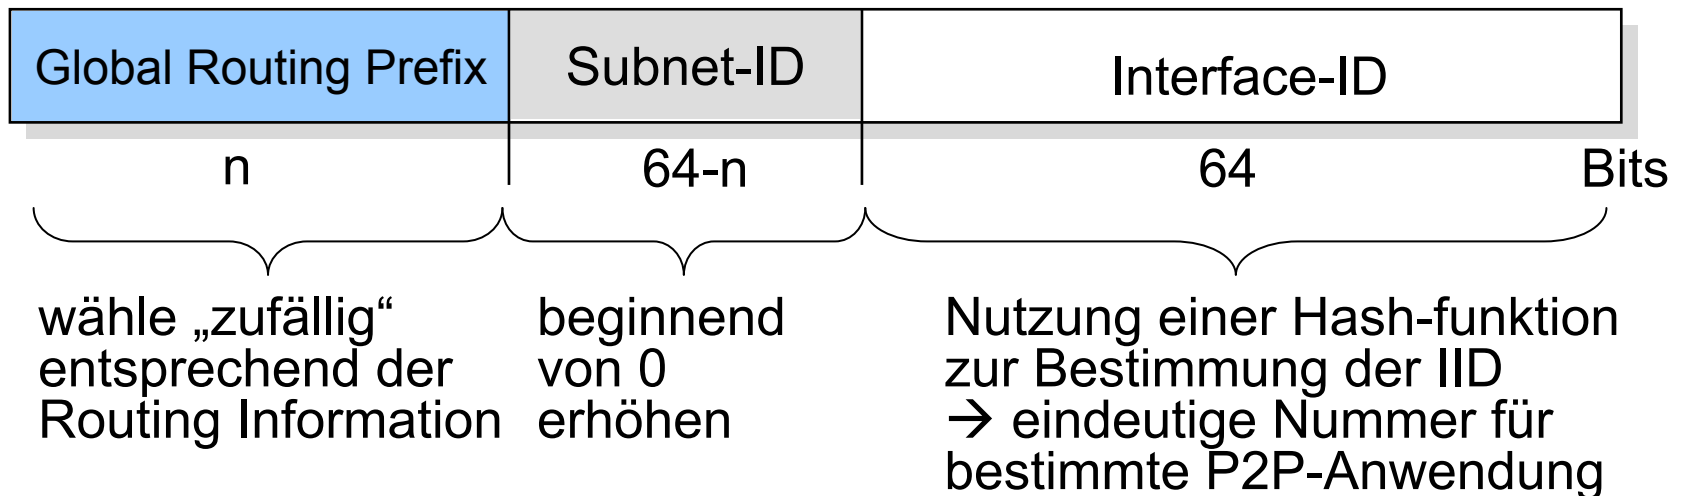 Global Routing Prefix Subnet-ID Interface-ID
n 64-n 64 Bits
wähle „zufällig“
entsprechend der
Routing Information
beginnend
von 0
erhöhen
Nutzung einer Hash-funktion
zur Bestimmung der IID
→ eindeutige Nummer für
bestimmte P2P-Anwendung